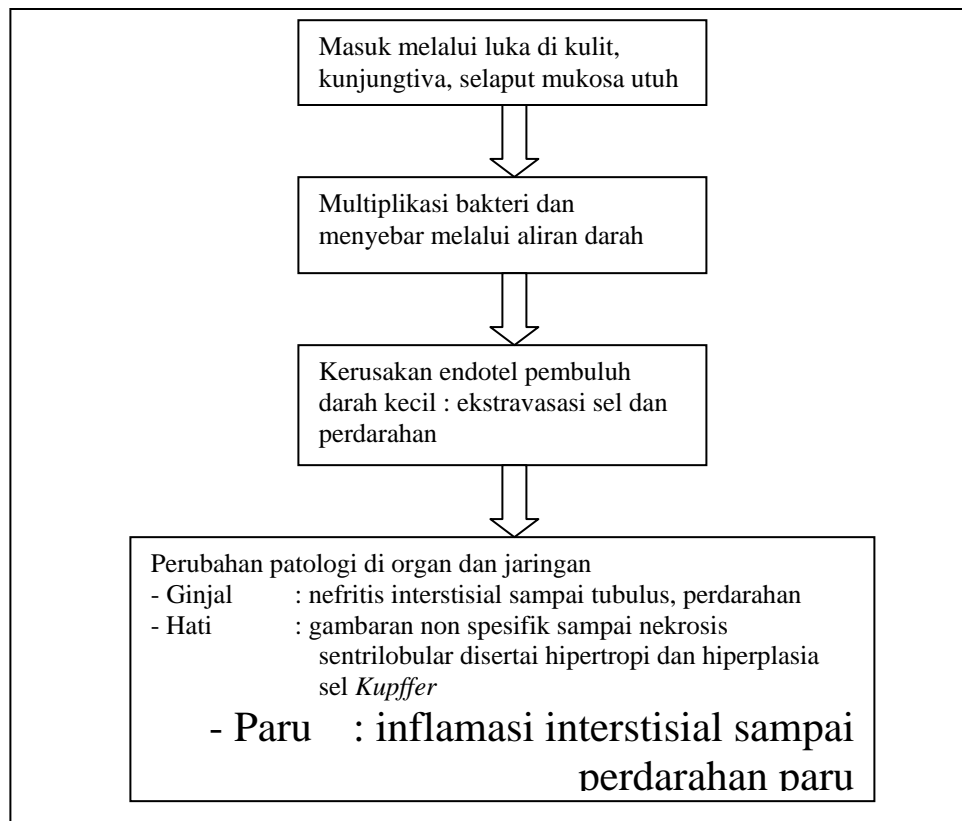 Masuk melalui luka di kulit,
kunjungtiva, selaput mukosa utuh
Multiplikasi bakteri dan
menyebar melalui aliran darah
Kerusakan endotel pembuluh
darah kecil : ekstravasasi sel dan
perdarahan
Perubahan patologi di organ dan jaringan
- Ginjal : nefritis interstisial sampai tubulus, perdarahan
- Hati : gambaran non spesifik sampai nekrosis
sentrilobular disertai hipertropi dan hiperplasia
sel Kupffer
- Paru : inflamasi interstisial sampai
perdarahan paru